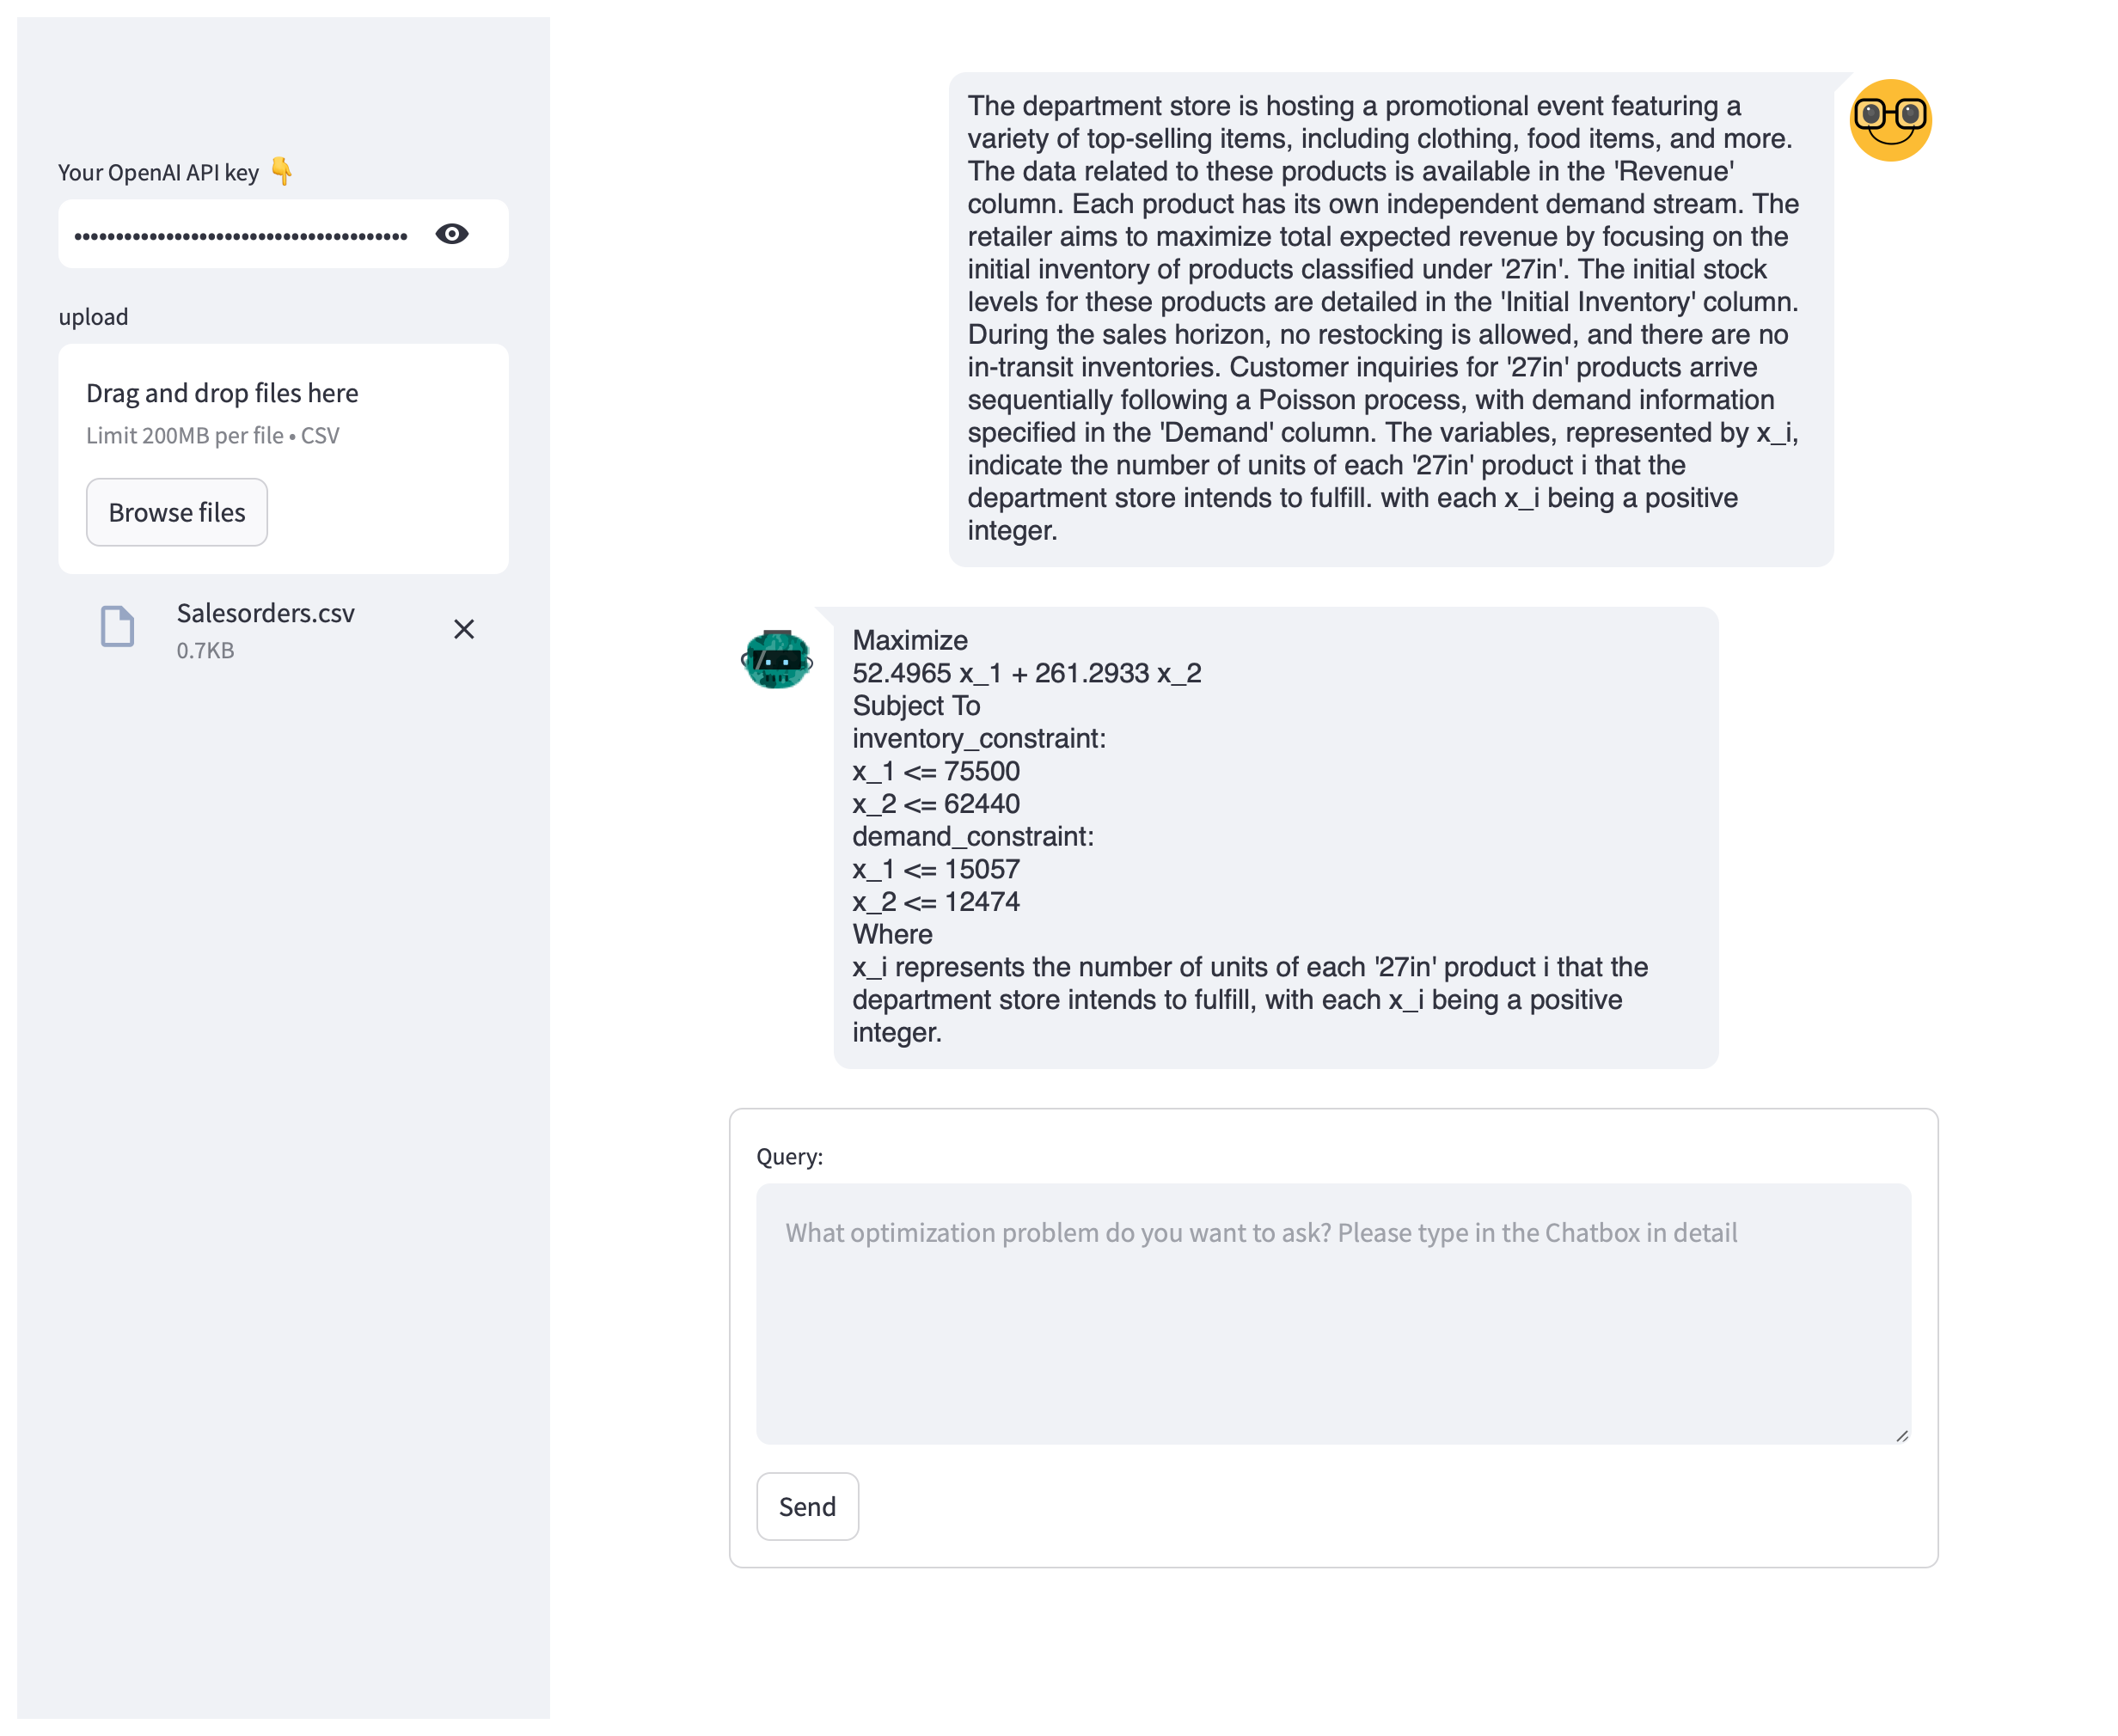 Your OpenAI API key 👇
••••••••••••••••••••••••••••••••••••••••
upload
Drag and drop files here
Limit 200MB per file • CSV
Browse files
Salesorders.csv
0.7KB
The department store is hosting a promotional event featuring a
variety of top-selling items, including clothing, food items, and more.
The data related to these products is available in the 'Revenue'
column. Each product has its own independent demand stream. The
retailer aims to maximize total expected revenue by focusing on the
initial inventory of products classified under '27in'. The initial stock
levels for these products are detailed in the 'Initial Inventory' column.
During the sales horizon, no restocking is allowed, and there are no
in-transit inventories. Customer inquiries for '27in' products arrive
sequentially following a Poisson process, with demand information
specified in the 'Demand' column. The variables, represented by x_i,
indicate the number of units of each '27in' product i that the
department store intends to fulfill. with each x_i being a positive
integer.
Maximize
52.4965 x_1 + 261.2933 x_2
Subject To
inventory_constraint:
x_1 <= 75500
x_2 <= 62440
demand_constraint:
x_1 <= 15057
x_2 <= 12474
Where
x_i represents the number of units of each '27in' product i that the
department store intends to fulfill, with each x_i being a positive
integer.
Query:
What optimization problem do you want to ask? Please type in the Chatbox in detail
Send